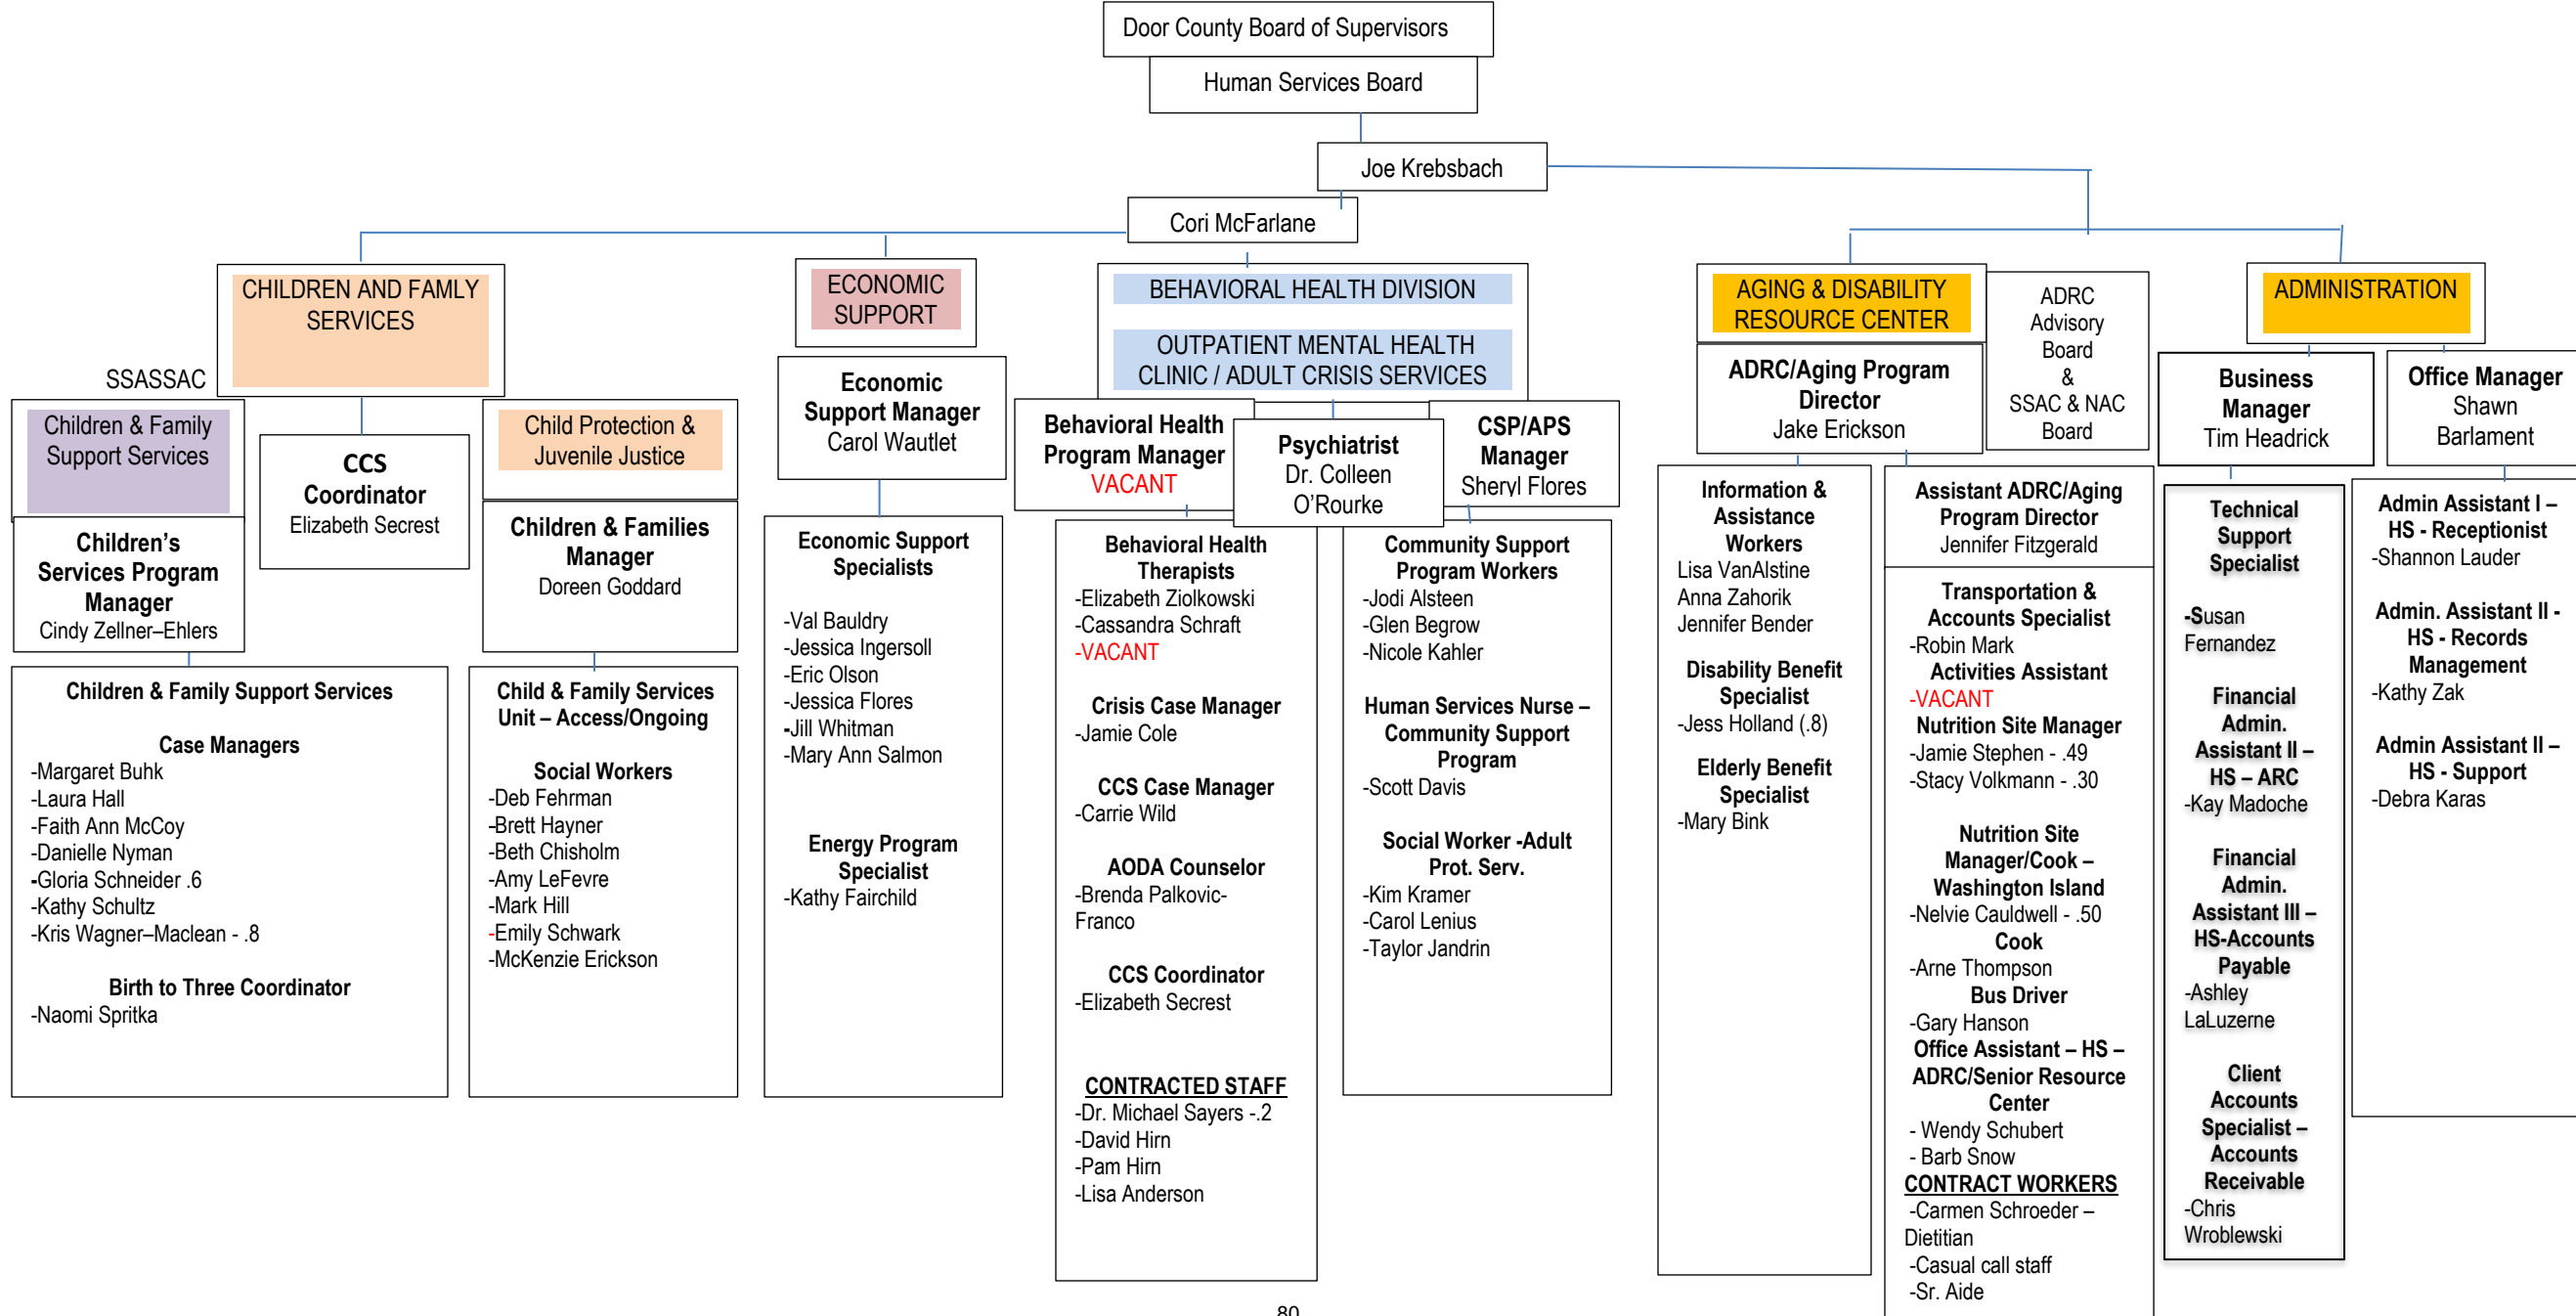 Door County Board of Supervisors
Human Services Board
Joe Krebsbach
Cori McFarlane
CHILDREN AND FAMLY
SERVICES
SSASSAC
Children & Family
Support Services
Children’s
Services Program
Manager
Cindy Zellner–Ehlers
CCS
Coordinator
Elizabeth Secrest
Child Protection &
Juvenile Justice
Children & Families
Manager
Doreen Goddard
Children & Family Support Services
Case Managers
-Margaret Buhk
-Laura Hall
-Faith Ann McCoy
-Danielle Nyman
-Gloria Schneider .6
-Kathy Schultz
-Kris Wagner–Maclean - .8
Birth to Three Coordinator
-Naomi Spritka
Child & Family Services
Unit – Access/Ongoing
Social Workers
-Deb Fehrman
-Brett Hayner
-Beth Chisholm
-Amy LeFevre
-Mark Hill
-Emily Schwark
-McKenzie Erickson
ECONOMIC
SUPPORT
Economic
Support Manager
Carol Wautlet
Economic Support
Specialists
-Val Bauldry
-Jessica Ingersoll
-Eric Olson
-Jessica Flores
-Jill Whitman
-Mary Ann Salmon
Energy Program
Specialist
-Kathy Fairchild
BEHAVIORAL HEALTH DIVISION
OUTPATIENT MENTAL HEALTH
CLINIC / ADULT CRISIS SERVICES
Behavioral Health
Program Manager
VACANT
Psychiatrist
Dr. Colleen
O’Rourke
CSP/APS
Manager
Sheryl Flores
Behavioral Health
Therapists
-Elizabeth Ziolkowski
-Cassandra Schraft
-VACANT
Crisis Case Manager
-Jamie Cole
CCS Case Manager
-Carrie Wild
AODA Counselor
-Brenda Palkovic-
Franco
CCS Coordinator
-Elizabeth Secrest
CONTRACTED STAFF
-Dr. Michael Sayers -.2
-David Hirn
-Pam Hirn
-Lisa Anderson
Community Support
Program Workers
-Jodi Alsteen
-Glen Begrow
-Nicole Kahler
Human Services Nurse –
Community Support
Program
-Scott Davis
Social Worker -Adult
Prot. Serv.
-Kim Kramer
-Carol Lenius
-Taylor Jandrin
AGING & DISABILITY
RESOURCE CENTER
ADRC/Aging Program
Director
Jake Erickson
ADRC
Advisory
Board
&
SSAC & NAC
Board
Information &
Assistance
Workers
Lisa VanAlstine
Anna Zahorik
Jennifer Bender
Disability Benefit
Specialist
-Jess Holland (.8)
Elderly Benefit
Specialist
-Mary Bink
Assistant ADRC/Aging
Program Director
Jennifer Fitzgerald
Transportation &
Accounts Specialist
-Robin Mark
Activities Assistant
-VACANT
Nutrition Site Manager
-Jamie Stephen - .49
-Stacy Volkmann - .30
Nutrition Site
Manager/Cook –
Washington Island
-Nelvie Cauldwell - .50
Cook
-Arne Thompson
Bus Driver
-Gary Hanson
Office Assistant – HS –
ADRC/Senior Resource
Center
- Wendy Schubert
- Barb Snow
CONTRACT WORKERS
-Carmen Schroeder –
Dietitian
-Casual call staff
-Sr. Aide
ADMINISTRATION
Business
Manager
Tim Headrick
Office Manager
Shawn
Barlament
Technical
Support
Specialist
-Susan
Fernandez
Financial
Admin.
Assistant II –
HS – ARC
-Kay Madoche
Financial
Admin.
Assistant III –
HS-Accounts
Payable
-Ashley
LaLuzerne
Client
Accounts
Specialist –
Accounts
Receivable
-Chris
Wroblewski
Admin Assistant I –
HS - Receptionist
-Shannon Lauder
Admin. Assistant II -
HS - Records
Management
-Kathy Zak
Admin Assistant II –
HS - Support
-Debra Karas
80